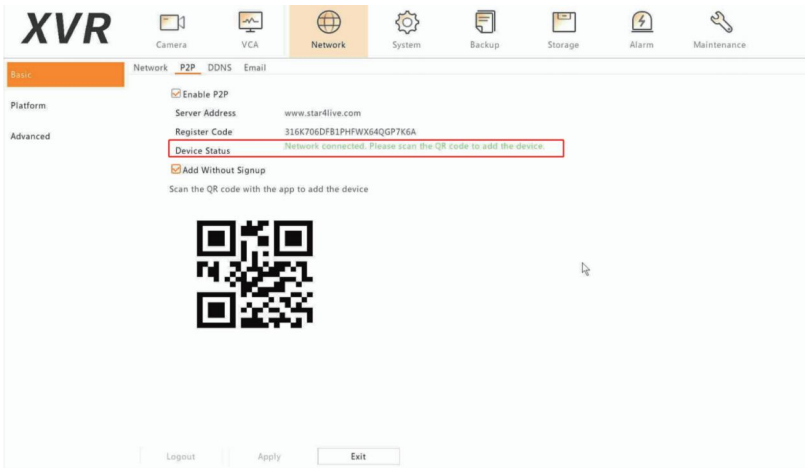 XVR
Camera
VCA
Network
System
Backup
Storage
Alarm
Maintenance
Basic
Platform
Advanced
Network P2P DDNS Email
Enable P2P
Server Address www.star4live.com
Register Code 316K706DFB1PHFWX64QGP7K6A
Device Status Network connected. Please scan the QR code to add the device.
Add Without Signup
Scan the QR code with the app to add the device
Logout Apply Exit